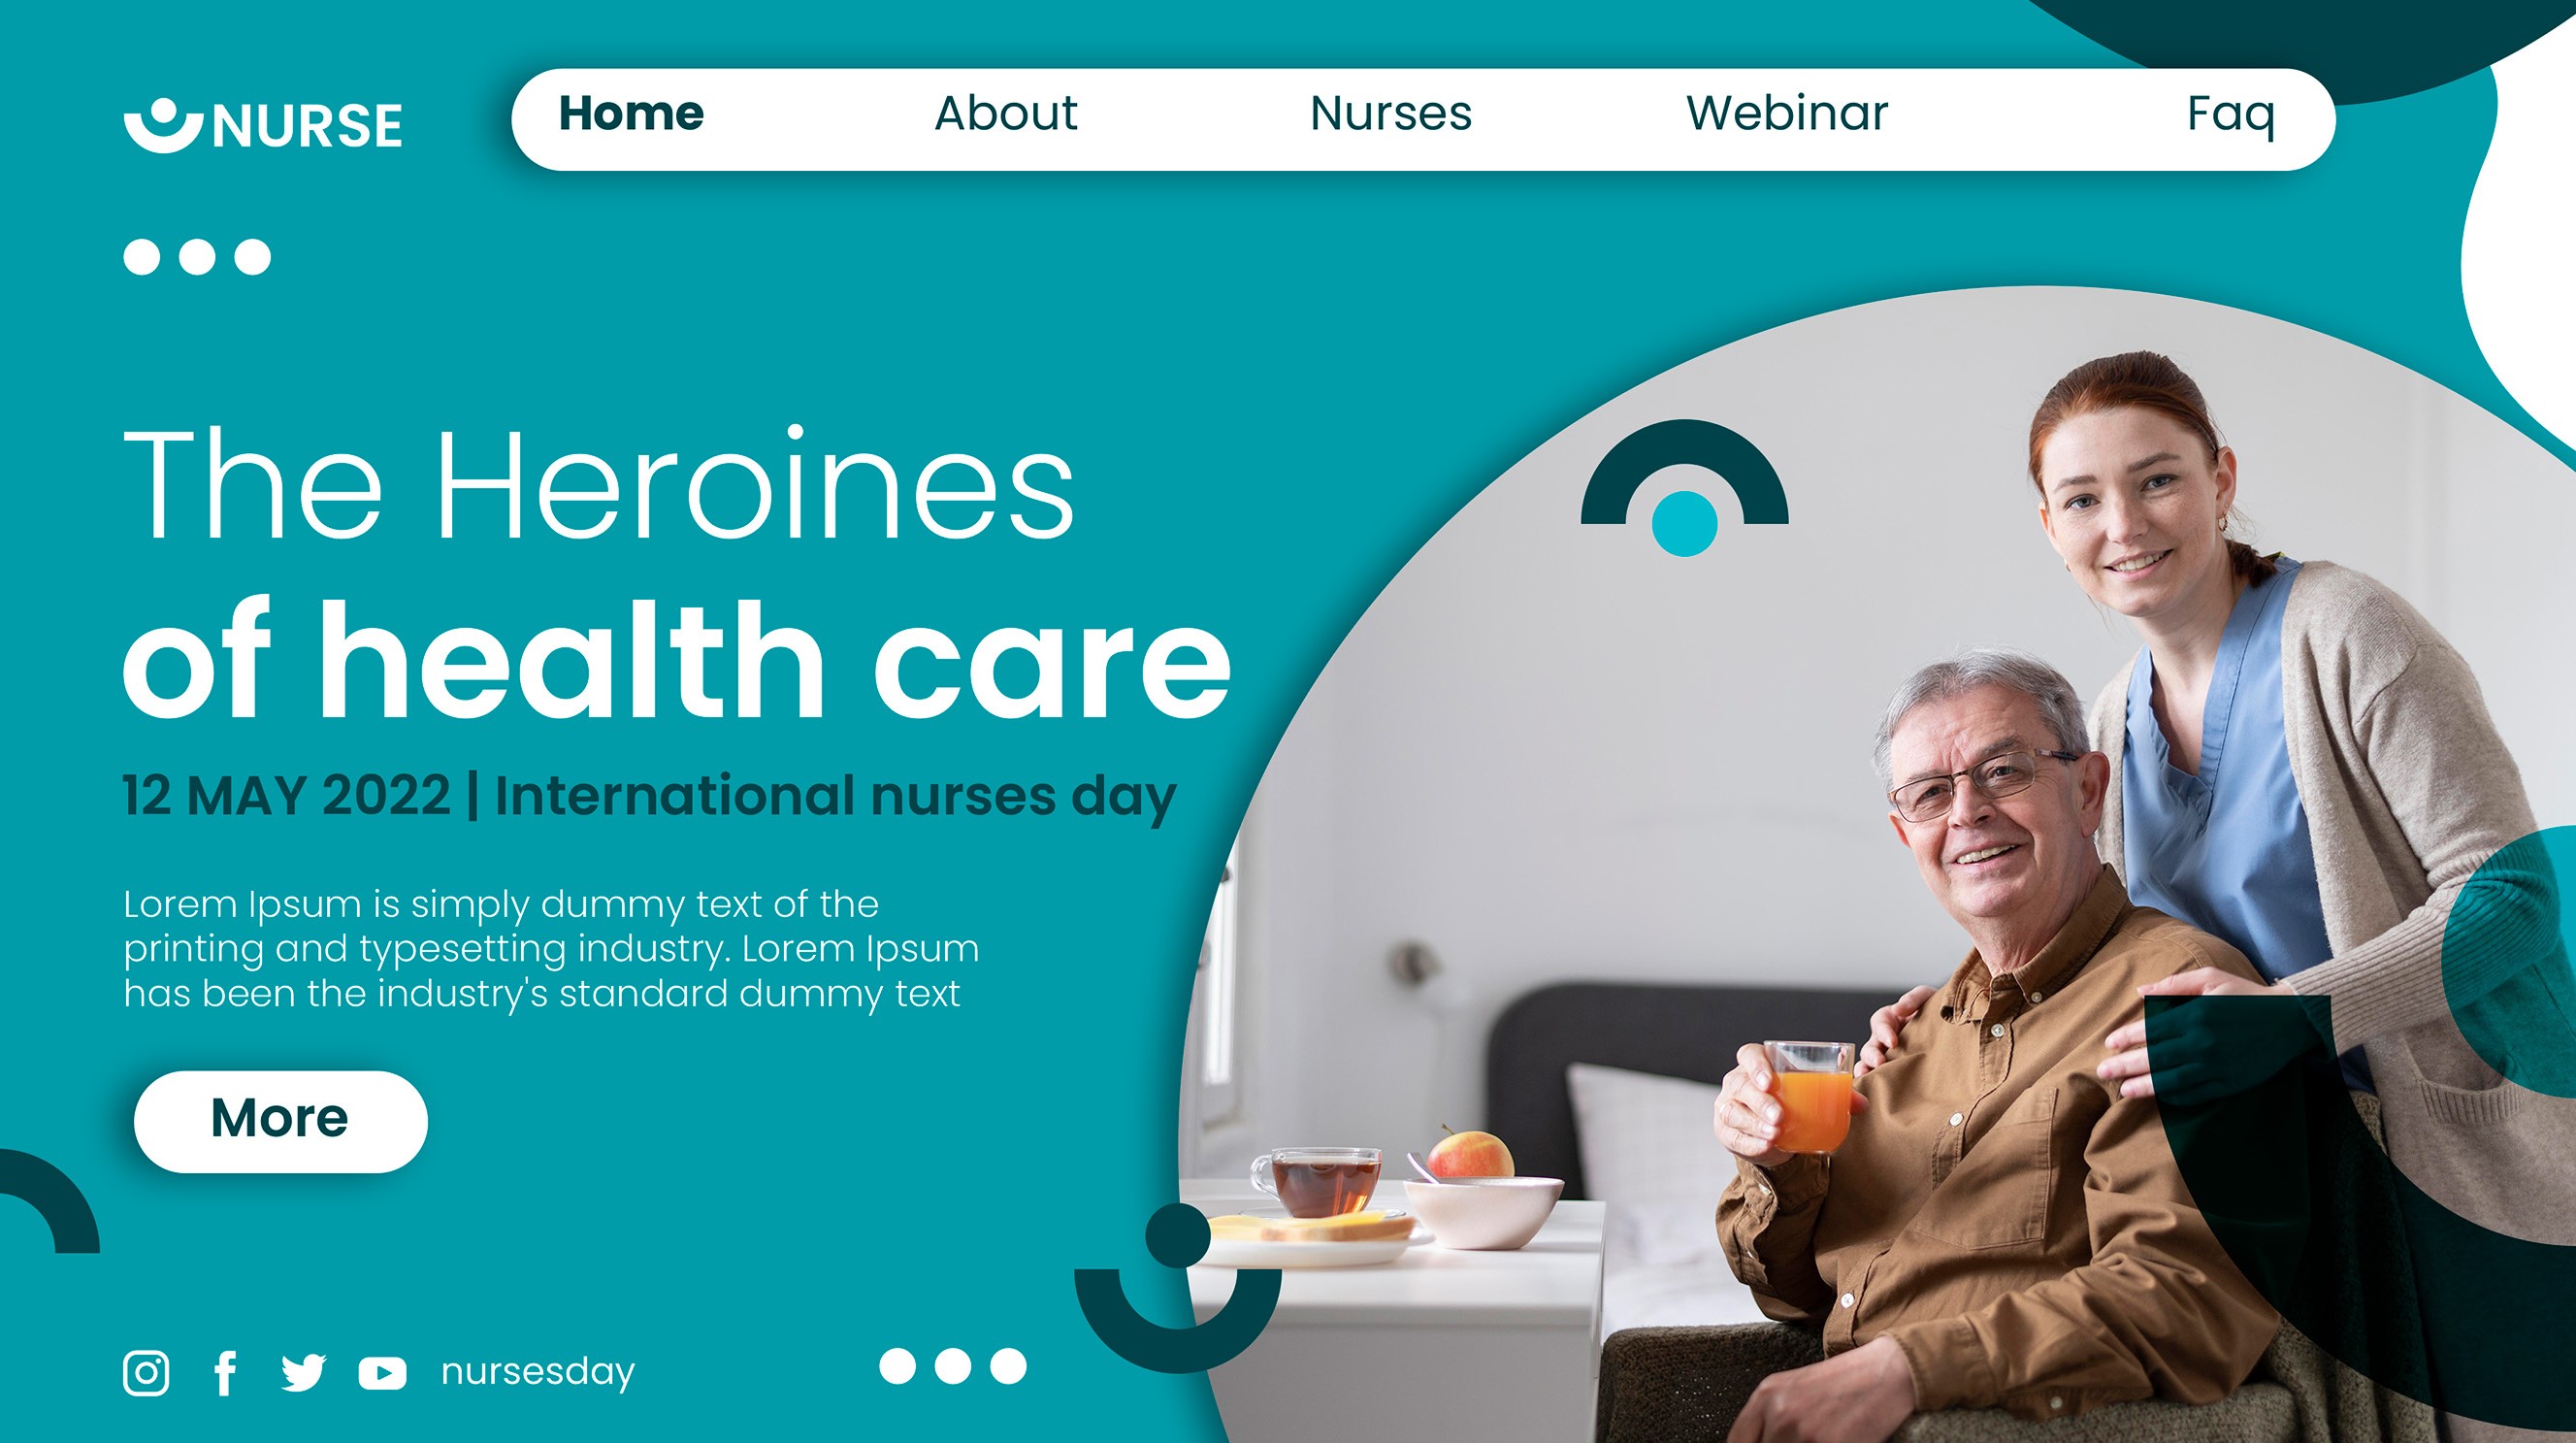 NURSE
Home
About
Nurses
Webinar
Faq
The Heroines
of health care
12 MAY 2022 | International nurses day
Lorem Ipsum is simply dummy text of the
printing and typesetting industry. Lorem Ipsum
has been the industry's standard dummy text
More
nursesday